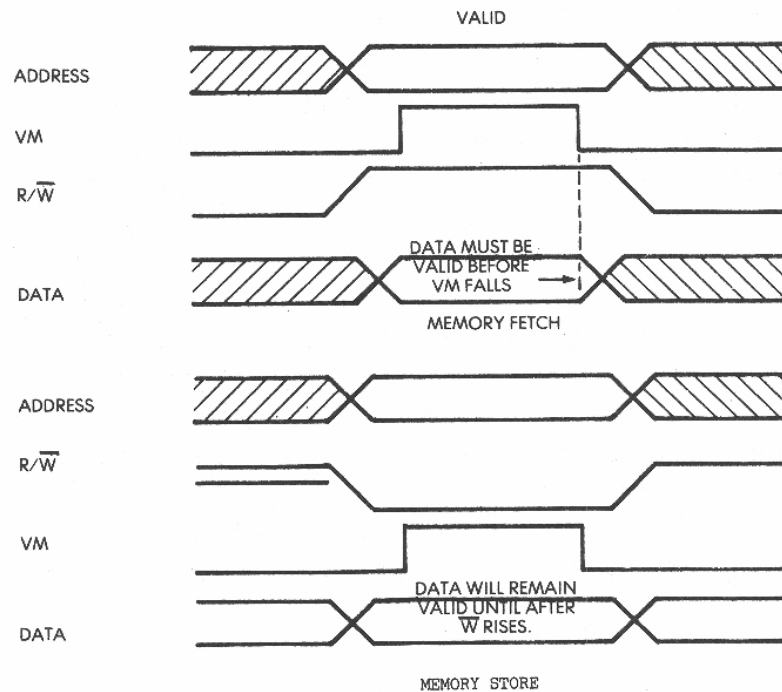 VALID
ADDRESS
VM
R/W̅
DATA MUST BE
VALID BEFORE
VM FALLS
DATA
MEMORY FETCH
ADDRESS
R/W̅
VM
DATA WILL REMAIN
VALID UNTIL AFTER
W̅ RISES.
DATA
MEMORY STORE